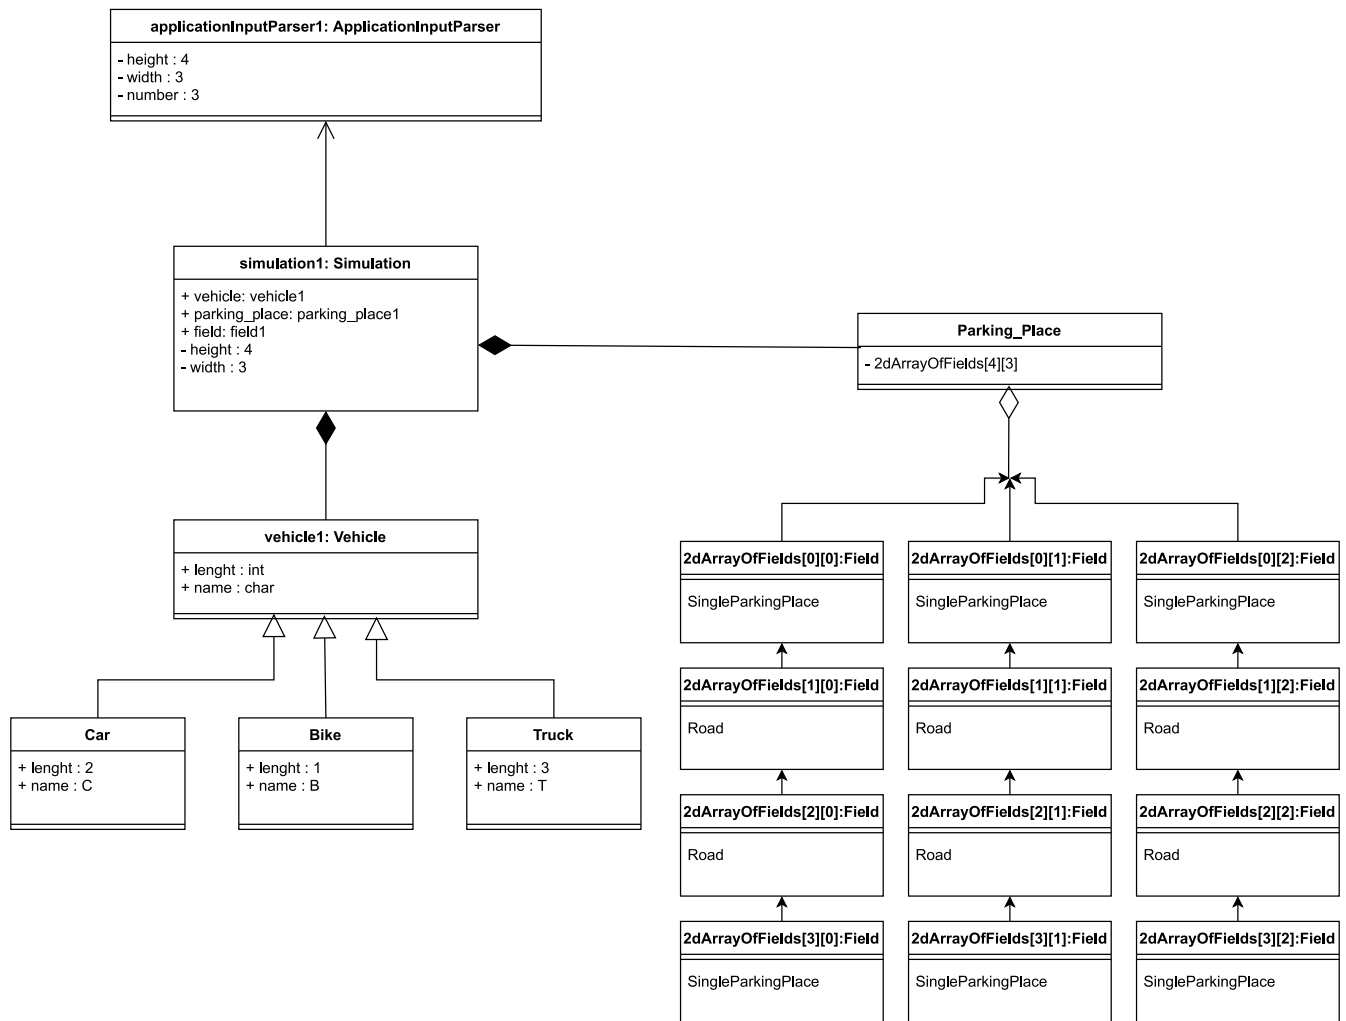 applicationInputParser1: ApplicationInputParser
- height : 4
- width : 3
- number : 3
simulation1: Simulation
+ vehicle: vehicle1
+ parking_place: parking_place1
+ field: field1
- height : 4
- width : 3
Parking_Place
- 2dArrayOfFields[4][3]
vehicle1: Vehicle
+ lenght : int
+ name : char
Car
+ lenght : 2
+ name : C
Bike
+ lenght : 1
+ name : B
Truck
+ lenght : 3
+ name : T
2dArrayOfFields[0][0]:Field
SingleParkingPlace
2dArrayOfFields[0][1]:Field
SingleParkingPlace
2dArrayOfFields[0][2]:Field
SingleParkingPlace
2dArrayOfFields[1][0]:Field
Road
2dArrayOfFields[1][1]:Field
Road
2dArrayOfFields[1][2]:Field
Road
2dArrayOfFields[2][0]:Field
Road
2dArrayOfFields[2][1]:Field
Road
2dArrayOfFields[2][2]:Field
Road
2dArrayOfFields[3][0]:Field
SingleParkingPlace
2dArrayOfFields[3][1]:Field
SingleParkingPlace
2dArrayOfFields[3][2]:Field
SingleParkingPlace